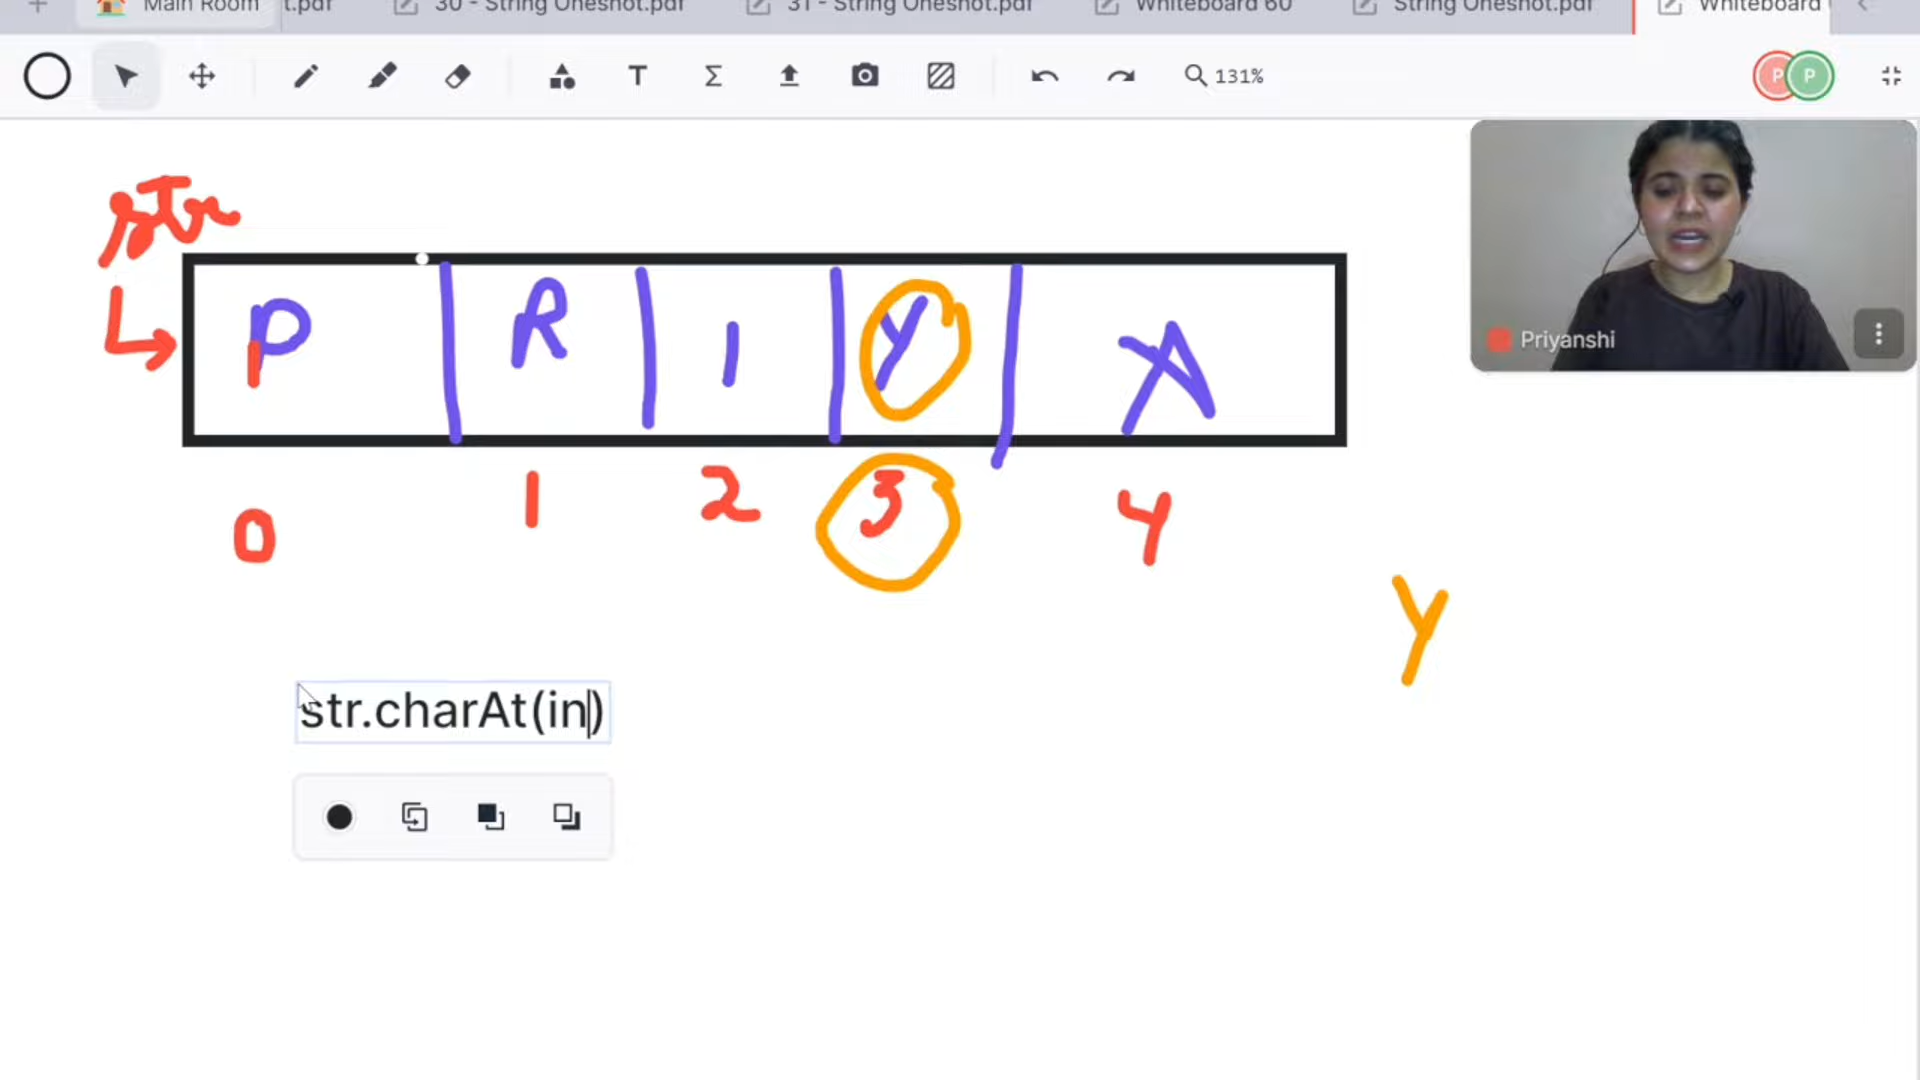 Main Room
t.pdf
30 - String Oneshot.pdf
31 - String Oneshot.pdf
Whiteboard 60
String Oneshot.pdf
Whiteboard
T
Σ
131%
P
P
str
P R I Y A
0 1 2 3 4
Priyanshi
Y
str.charAt(in)